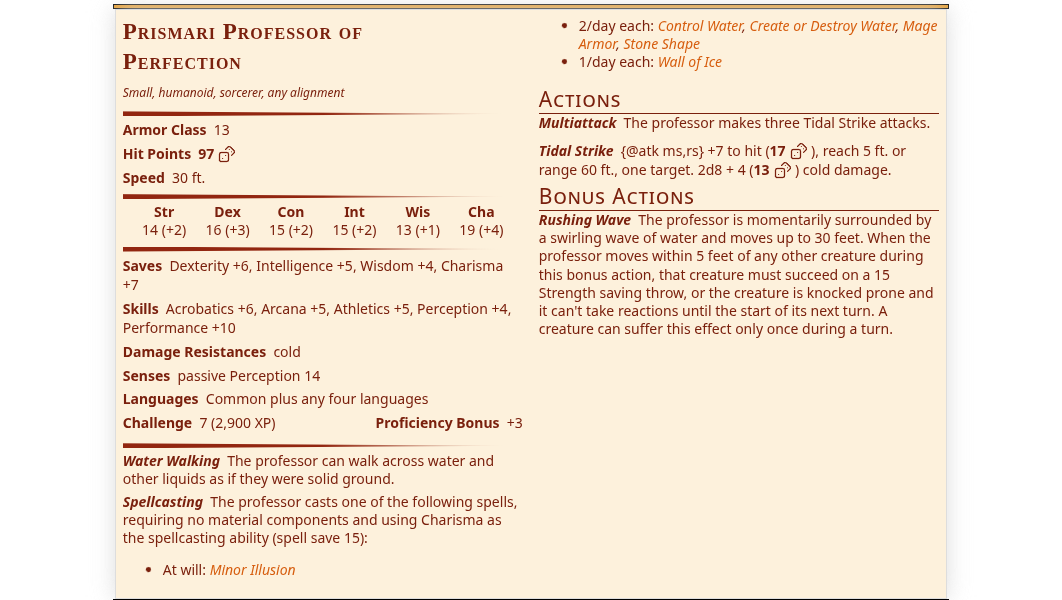 Prismari Professor of
Perfection
Small, humanoid, sorcerer, any alignment
Armor Class 13
Hit Points 97
Speed 30 ft.
Str Dex Con Int Wis Cha
14 (+2) 16 (+3) 15 (+2) 15 (+2) 13 (+1) 19 (+4)
Saves Dexterity +6, Intelligence +5, Wisdom +4, Charisma
+7
Skills Acrobatics +6, Arcana +5, Athletics +5, Perception +4,
Performance +10
Damage Resistances cold
Senses passive Perception 14
Languages Common plus any four languages
Challenge 7 (2,900 XP) Proficiency Bonus +3
Water Walking The professor can walk across water and
other liquids as if they were solid ground.
Spellcasting The professor casts one of the following spells,
requiring no material components and using Charisma as
the spellcasting ability (spell save 15):
• At will: Minor Illusion
• 2/day each: Control Water, Create or Destroy Water, Mage
Armor, Stone Shape
• 1/day each: Wall of Ice
Actions
Multiattack The professor makes three Tidal Strike attacks.
Tidal Strike {@atk ms,rs} +7 to hit (17 ), reach 5 ft. or
range 60 ft., one target. 2d8 + 4 (13 ) cold damage.
Bonus Actions
Rushing Wave The professor is momentarily surrounded by
a swirling wave of water and moves up to 30 feet. When the
professor moves within 5 feet of any other creature during
this bonus action, that creature must succeed on a 15
Strength saving throw, or the creature is knocked prone and
it can't take reactions until the start of its next turn. A
creature can suffer this effect only once during a turn.